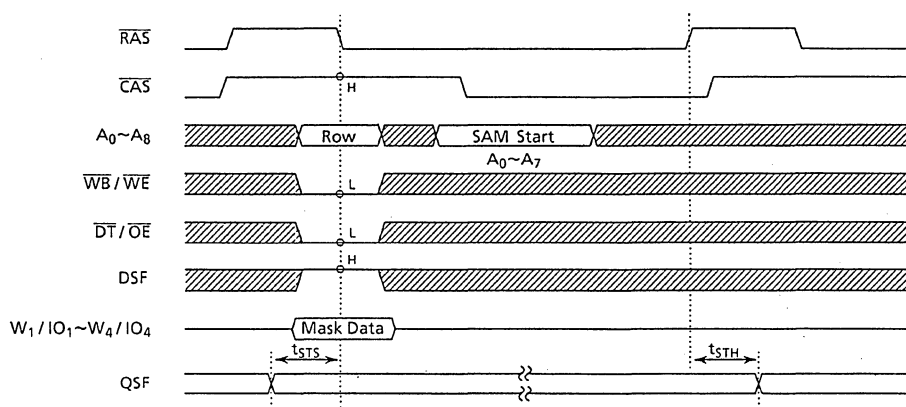 RAS
CAS
H
A0~A8
Row
SAM Start
A0~A7
WB / WE
L
DT / OE
L
DSF
H
W1 / IO1~W4 / IO4
Mask Data
tSTS
tSTH
QSF